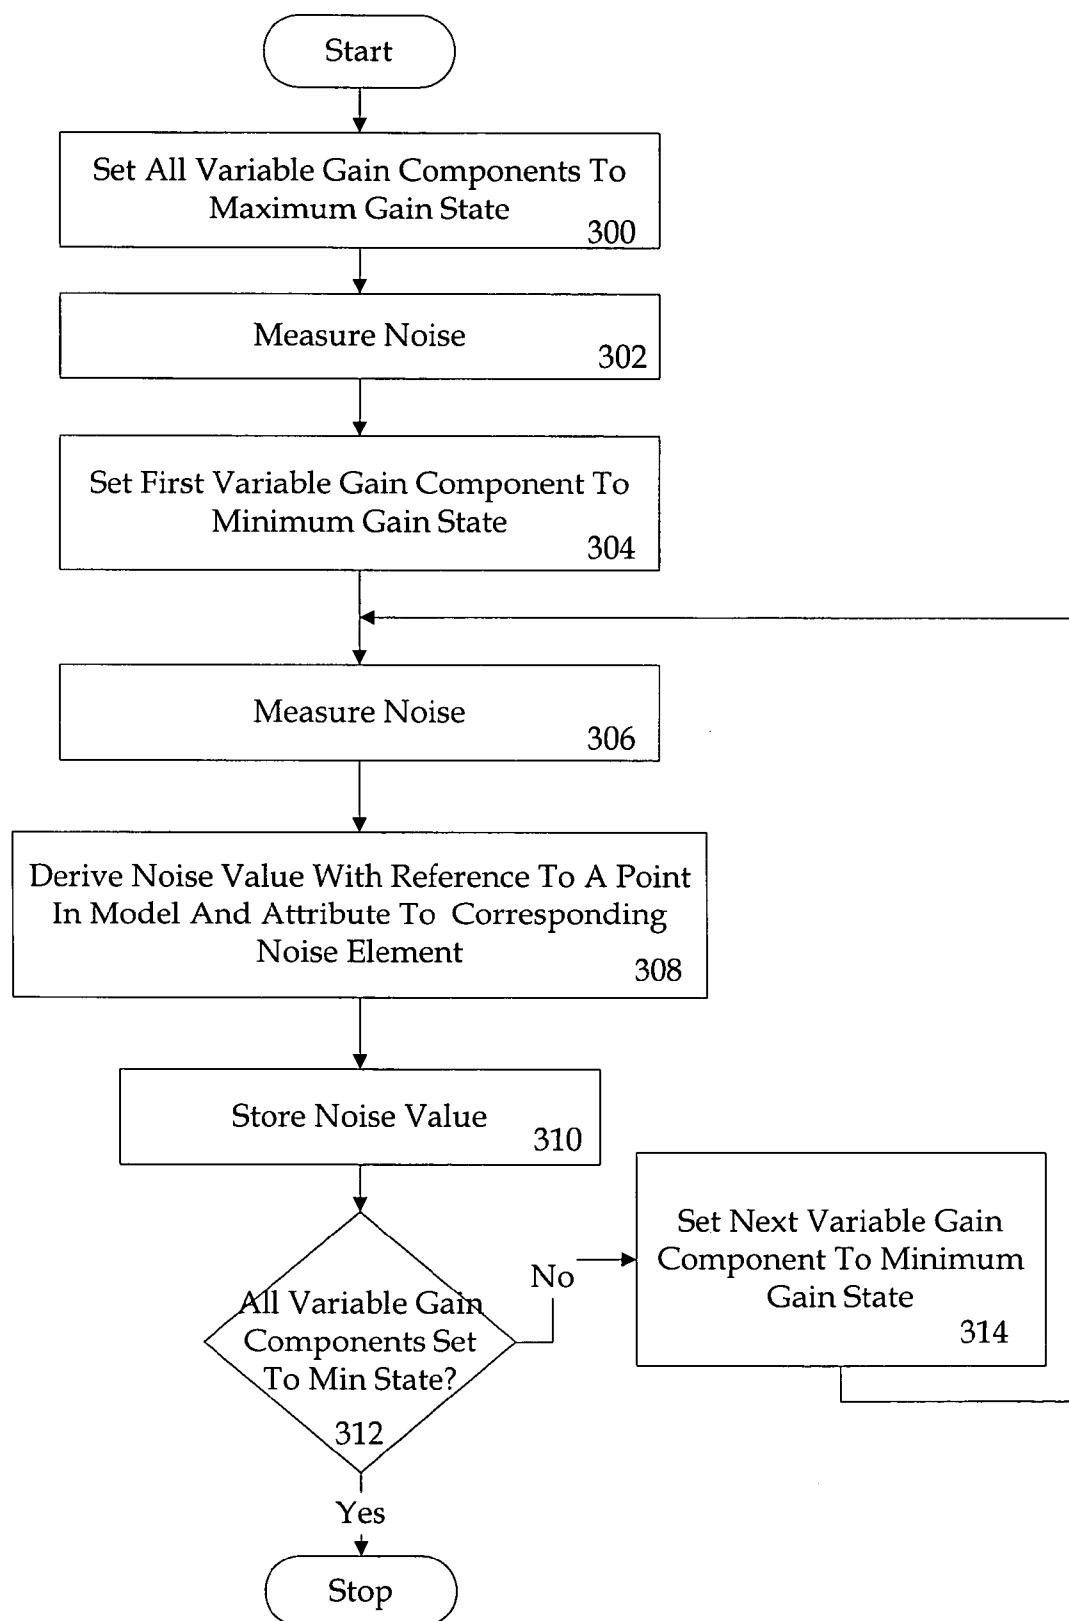 Start
Set All Variable Gain Components To
Maximum Gain State
300
Measure Noise
302
Set First Variable Gain Component To
Minimum Gain State
304
Measure Noise
306
Derive Noise Value With Reference To A Point
In Model And Attribute To Corresponding
Noise Element
308
Store Noise Value
310
All Variable Gain
Components Set
To Min State?
312
No
Set Next Variable Gain
Component To Minimum
Gain State
314
Yes
Stop